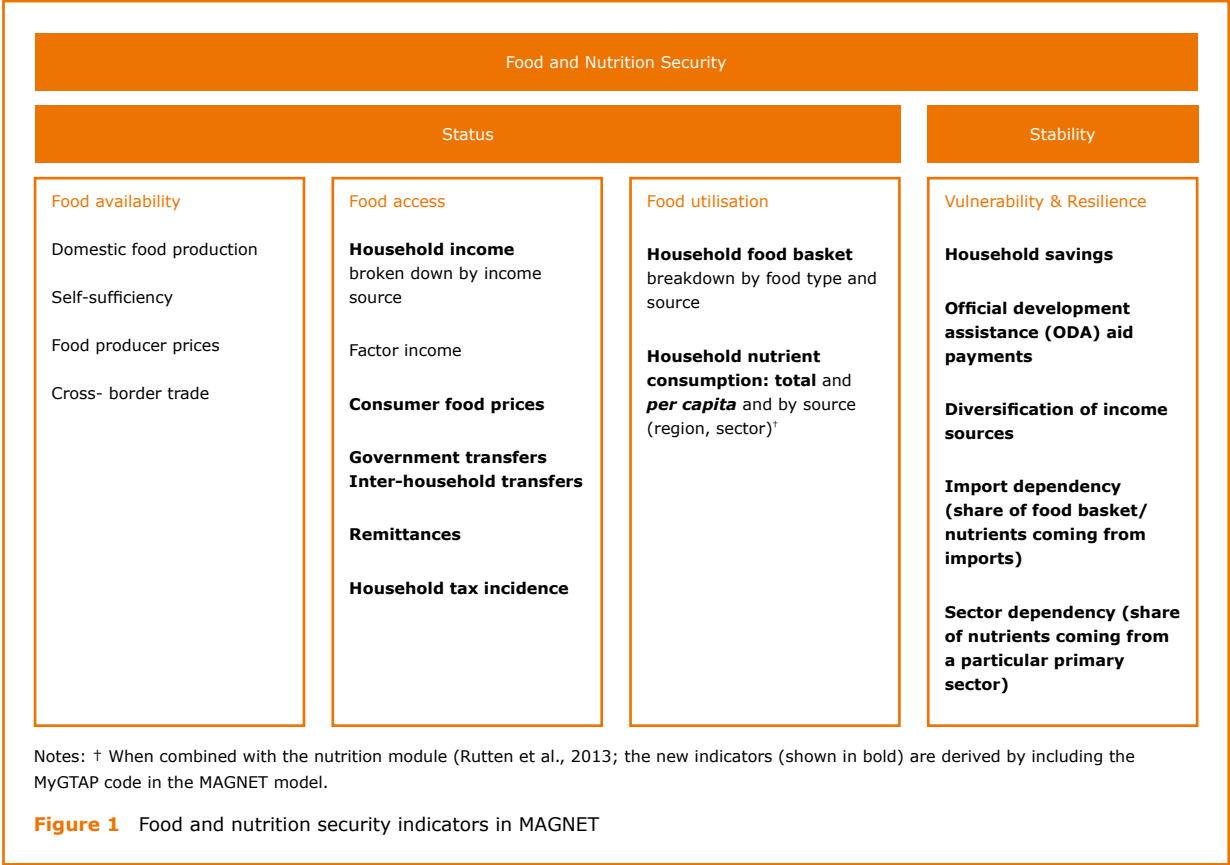 Food and Nutrition Security
Status
Stability
Food availability
Domestic food production
Self-sufficiency
Food producer prices
Cross- border trade
Food access
Household income
broken down by income
source
Factor income
Consumer food prices
Government transfers
Inter-household transfers
Remittances
Household tax incidence
Food utilisation
Household food basket
breakdown by food type and
source
Household nutrient
consumption: total and
per capita and by source
(region, sector)†
Vulnerability & Resilience
Household savings
Official development
assistance (ODA) aid
payments
Diversification of income
sources
Import dependency
(share of food basket/
nutrients coming from
imports)
Sector dependency (share
of nutrients coming from
a particular primary
sector)
Notes: † When combined with the nutrition module (Rutten et al., 2013; the new indicators (shown in bold) are derived by including the
MyGTAP code in the MAGNET model.
Figure 1 Food and nutrition security indicators in MAGNET